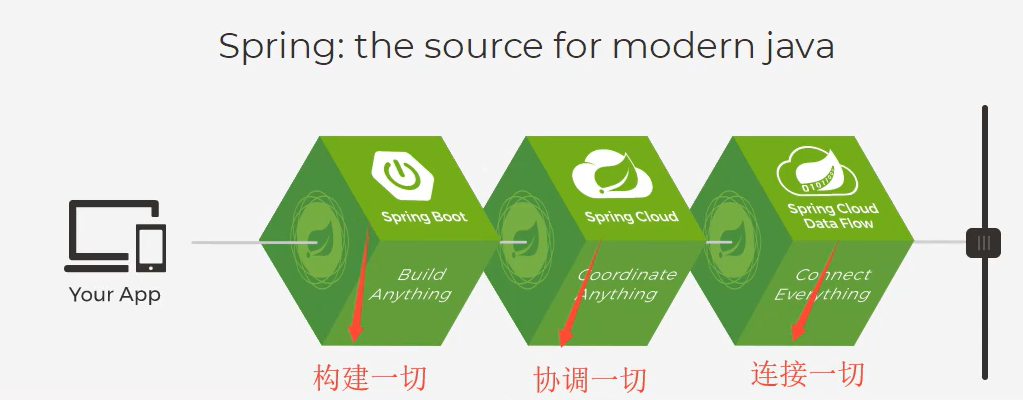 Spring: the source for modern java
Your App
Spring Boot
Build
Anything
构建一切
Spring Cloud
Coordinate
Anything
协调一切
Spring Cloud
Data Flow
Connect
Everything
连接一切